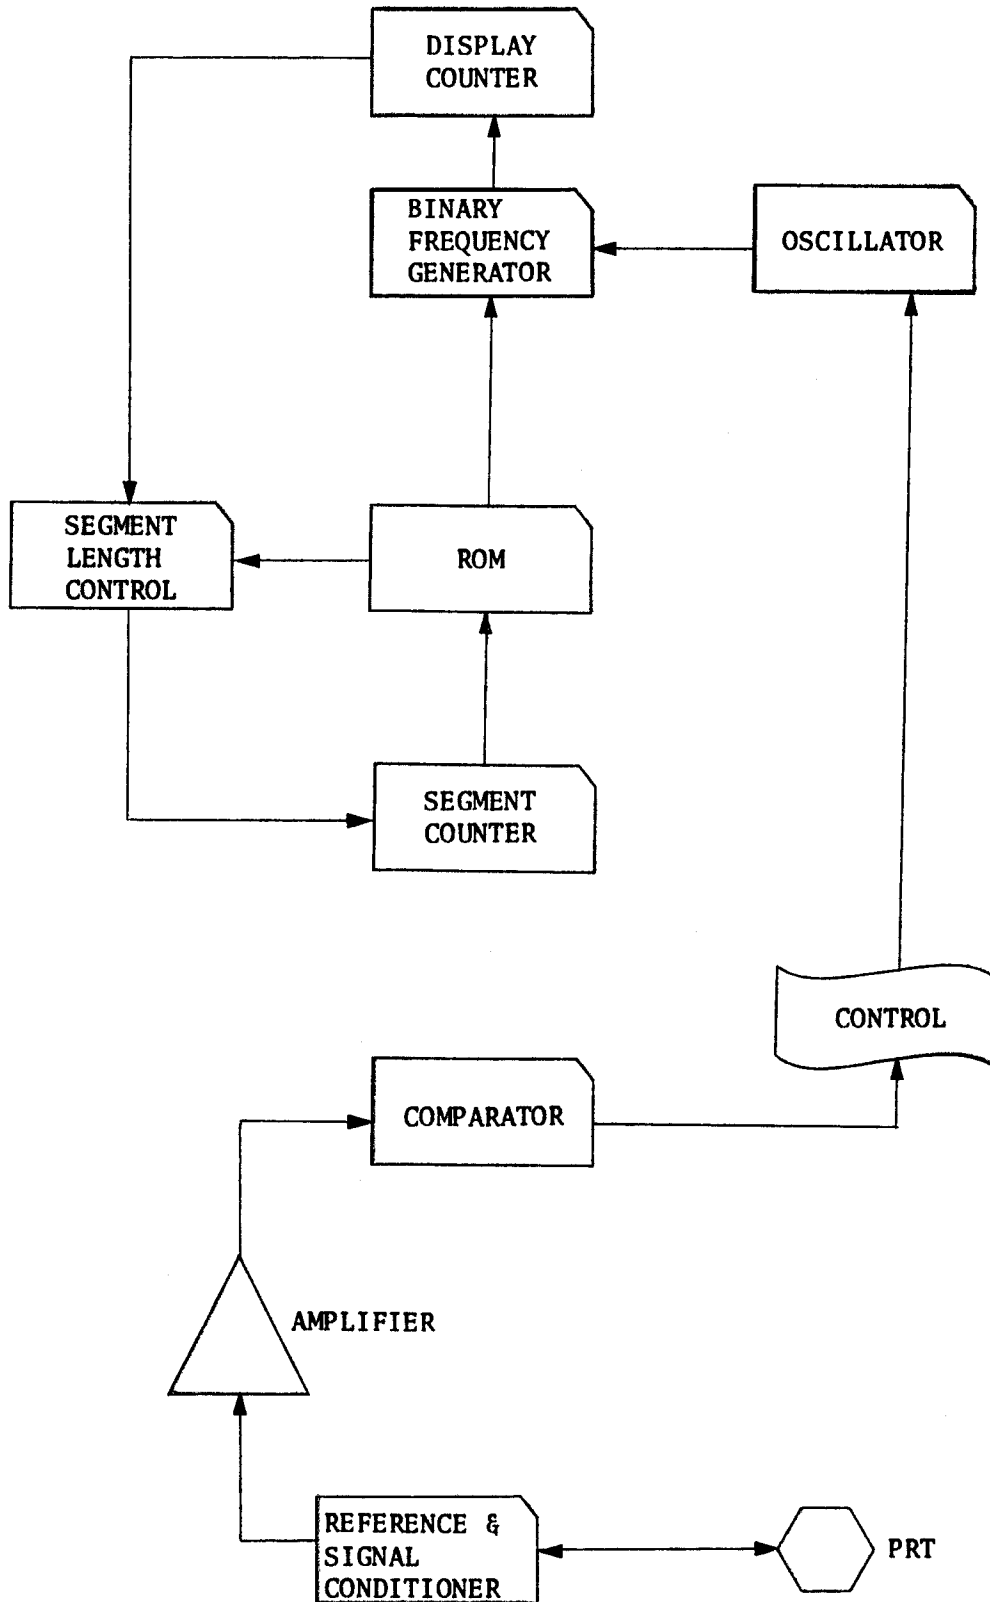 DISPLAY
COUNTER
BINARY
FREQUENCY
GENERATOR
OSCILLATOR
SEGMENT
LENGTH
CONTROL
ROM
SEGMENT
COUNTER
CONTROL
COMPARATOR
AMPLIFIER
REFERENCE &
SIGNAL
CONDITIONER
PRT